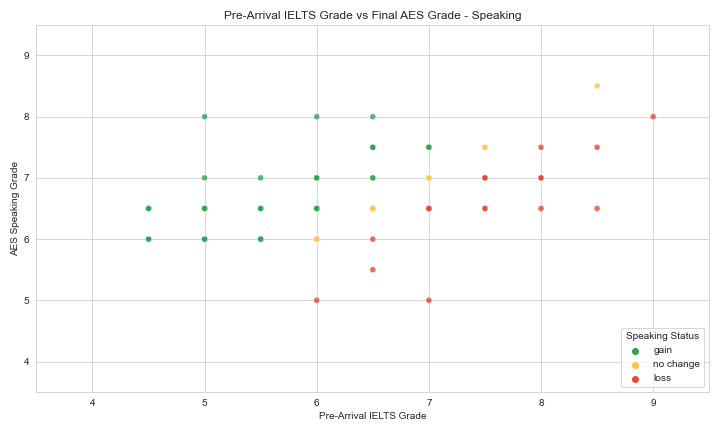 Pre-Arrival IELTS Grade vs Final AES Grade - Speaking
9
8
7
6
5
4
AES Speaking Grade
4
5
6
7
8
9
Pre-Arrival IELTS Grade
Speaking Status
gain
no change
loss